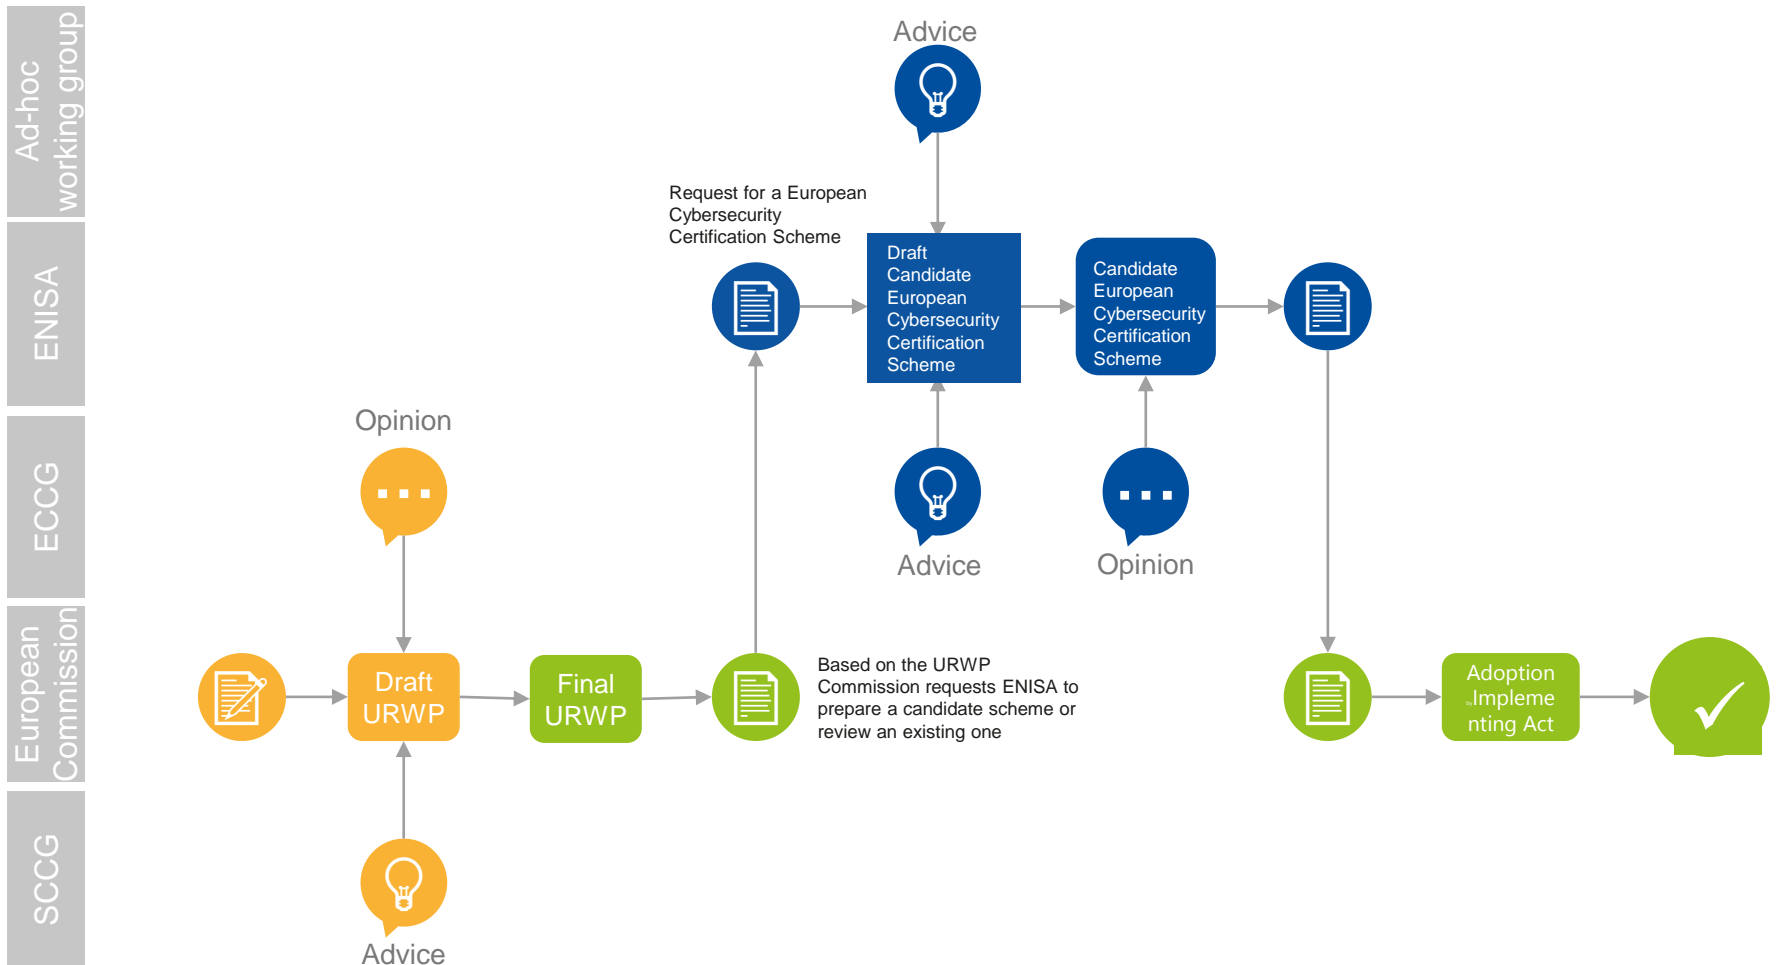 Ad-hoc
working group
ENISA
ECCG
European
Commission
SCCG
Advice
Request for a European
Cybersecurity
Certification Scheme
Draft
Candidate
European
Cybersecurity
Certification
Scheme
Candidate
European
Cybersecurity
Certification
Scheme
Opinion
Advice
Opinion
Draft
URWP
Final
URWP
Based on the URWP
Commission requests ENISA to
prepare a candidate scheme or
review an existing one
Adoption
by Impleme
nting Act
Advice